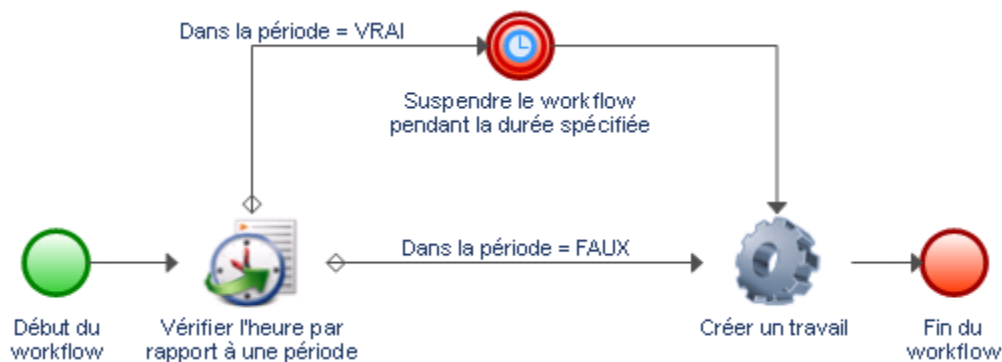 Dans la période = VRAI
Suspendre le workflow
pendant la durée spécifiée
Dans la période = FAUX
Début du
workflow
Vérifier l'heure par
rapport à une période
Créer un travail
Fin du
workflow